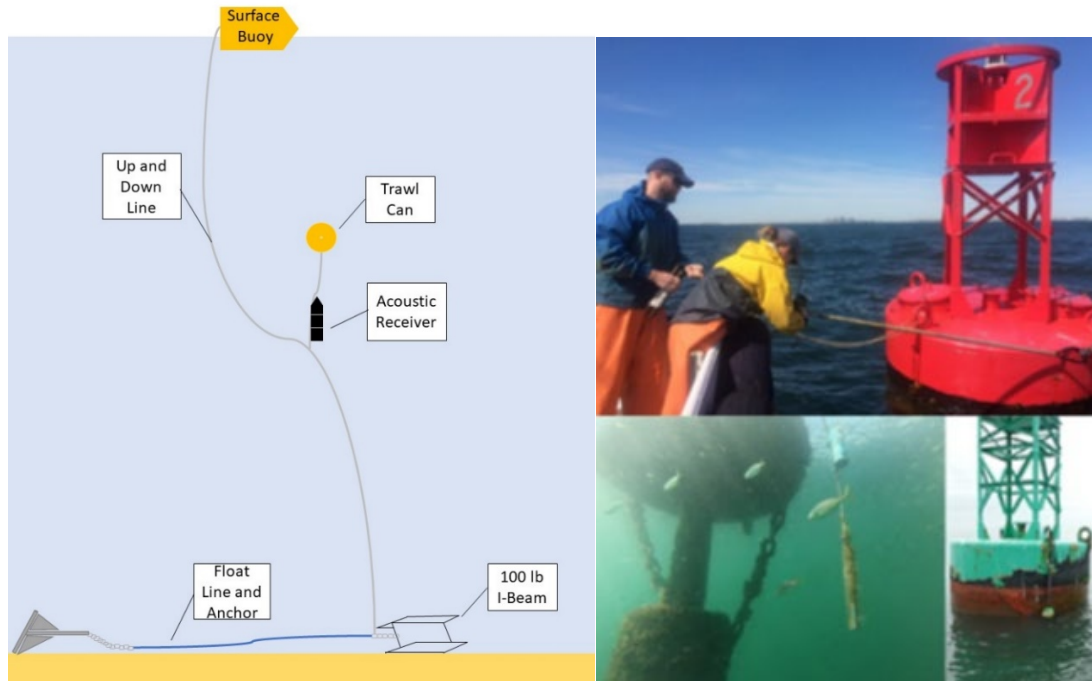 Surface
Buoy
Up and
Down
Line
Trawl
Can
Acoustic
Receiver
Float
Line and
Anchor
100 lb
I-Beam
2